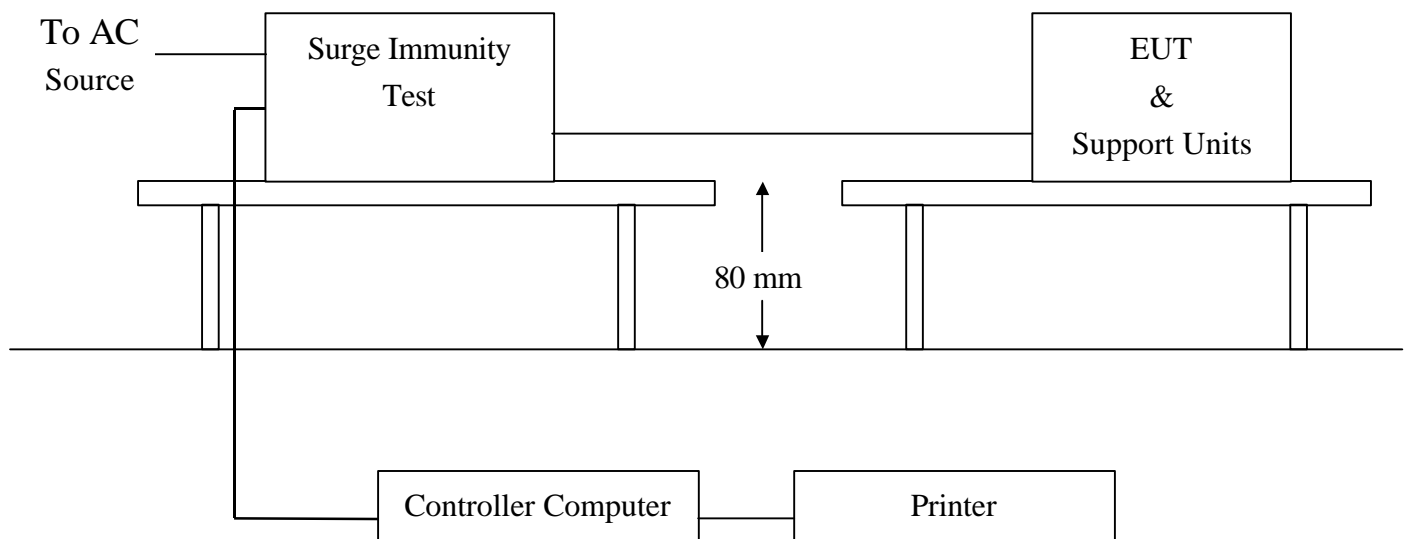 To AC
Source
Surge Immunity
Test
EUT
&
Support Units
80 mm
Controller Computer
Printer